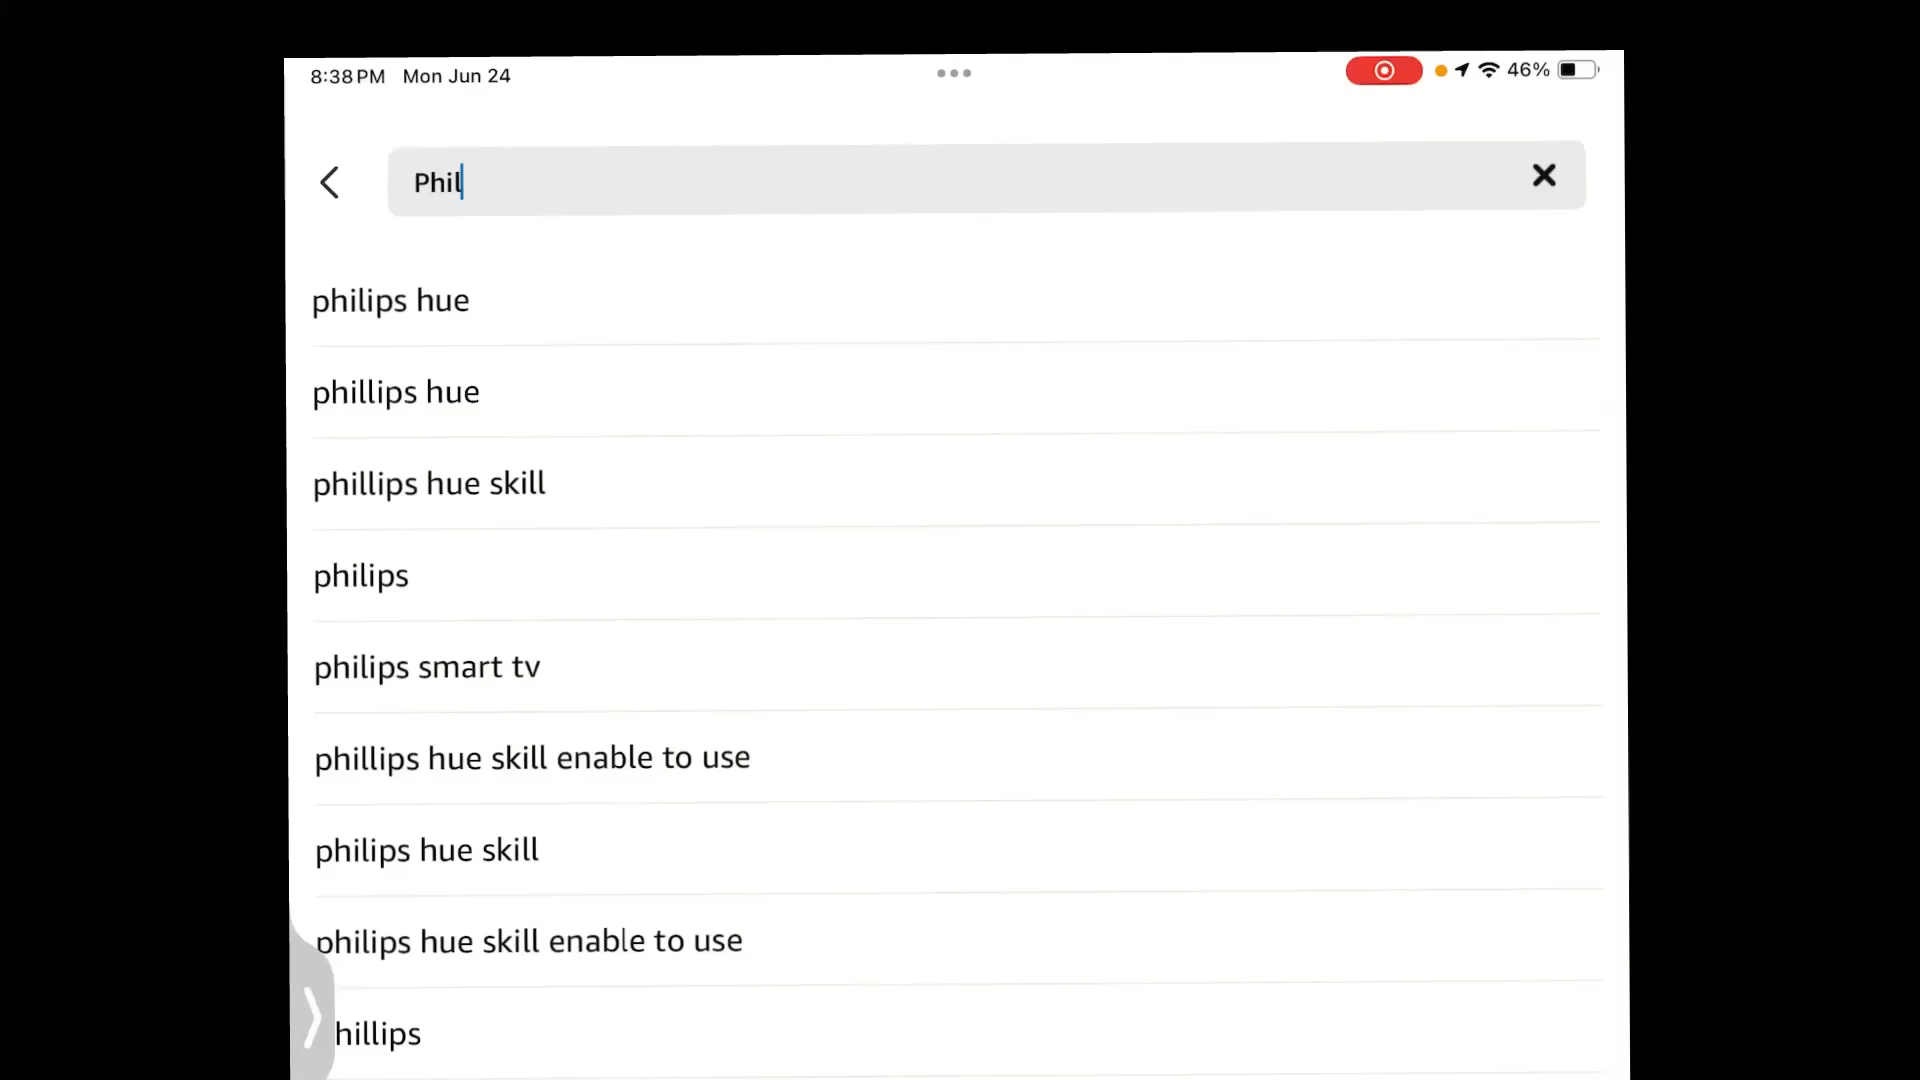 8:38 PM Mon Jun 24
46%
Phil
philips hue
phillips hue
phillips hue skill
philips
philips smart tv
phillips hue skill enable to use
philips hue skill
philips hue skill enable to use
hillips